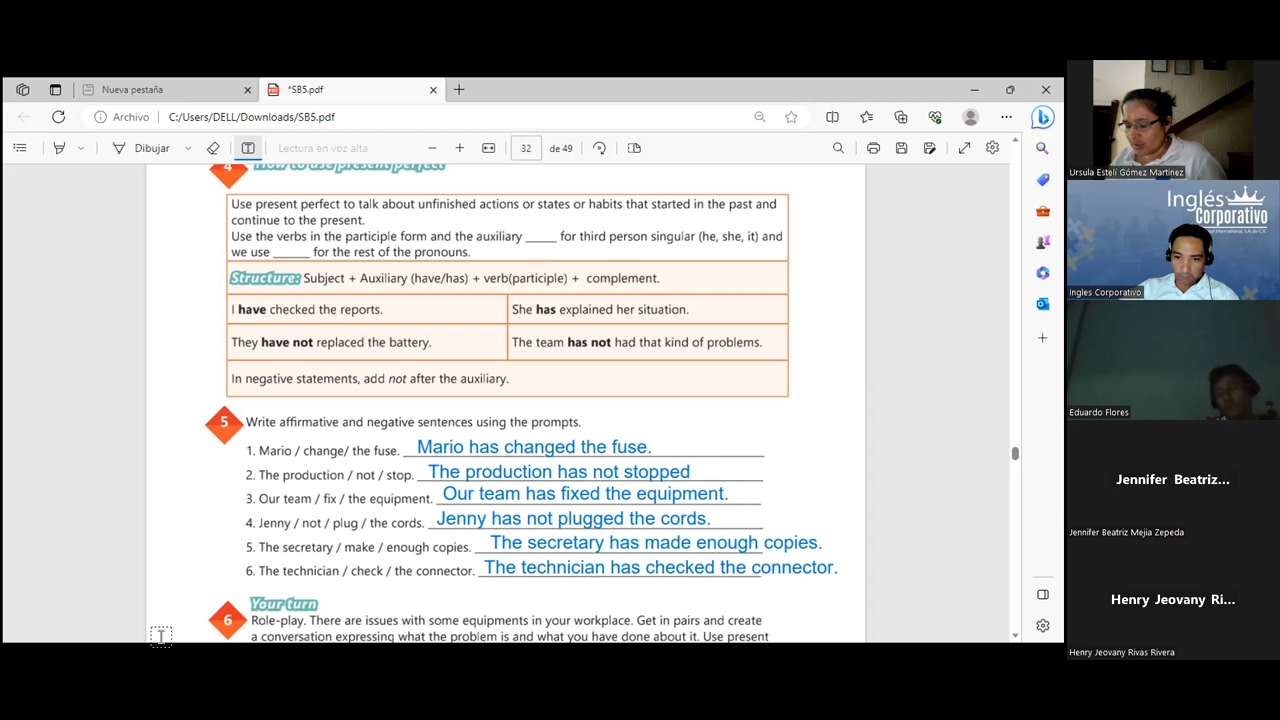 Nueva pestaña
*SB5.pdf
Archivo
C:/Users/DELL/Downloads/SB5.pdf
Dibujar
Lectura en voz alta
32
de 49
4
How to use present perfect
Use present perfect to talk about unfinished actions or states or habits that started in the past and
continue to the present.
Use the verbs in the participle form and the auxiliary _____ for third person singular (he, she, it) and
we use ______ for the rest of the pronouns.
Structure: Subject + Auxiliary (have/has) + verb(participle) + complement.
I have checked the reports.
She has explained her situation.
They have not replaced the battery.
The team has not had that kind of problems.
In negative statements, add not after the auxiliary.
5 Write affirmative and negative sentences using the prompts.
1. Mario / change/ the fuse. Mario has changed the fuse.
2. The production / not / stop. The production has not stopped
3. Our team / fix / the equipment. Our team has fixed the equipment.
4. Jenny / not / plug / the cords. Jenny has not plugged the cords.
5. The secretary / make / enough copies. The secretary has made enough copies.
6. The technician / check / the connector. The technician has checked the connector.
Your turn
6 Role-play. There are issues with some equipments in your workplace. Get in pairs and create
a conversation expressing what the problem is and what you have done about it. Use present
Ursula Estelí Gómez Martínez
Inglés
Corporativo
Ingles Corporativo
Eduardo Flores
Jennifer Beatriz...
Jennifer Beatriz Mejia Zepeda
Henry Jeovany Ri...
Henry Jeovany Rivas Rivera